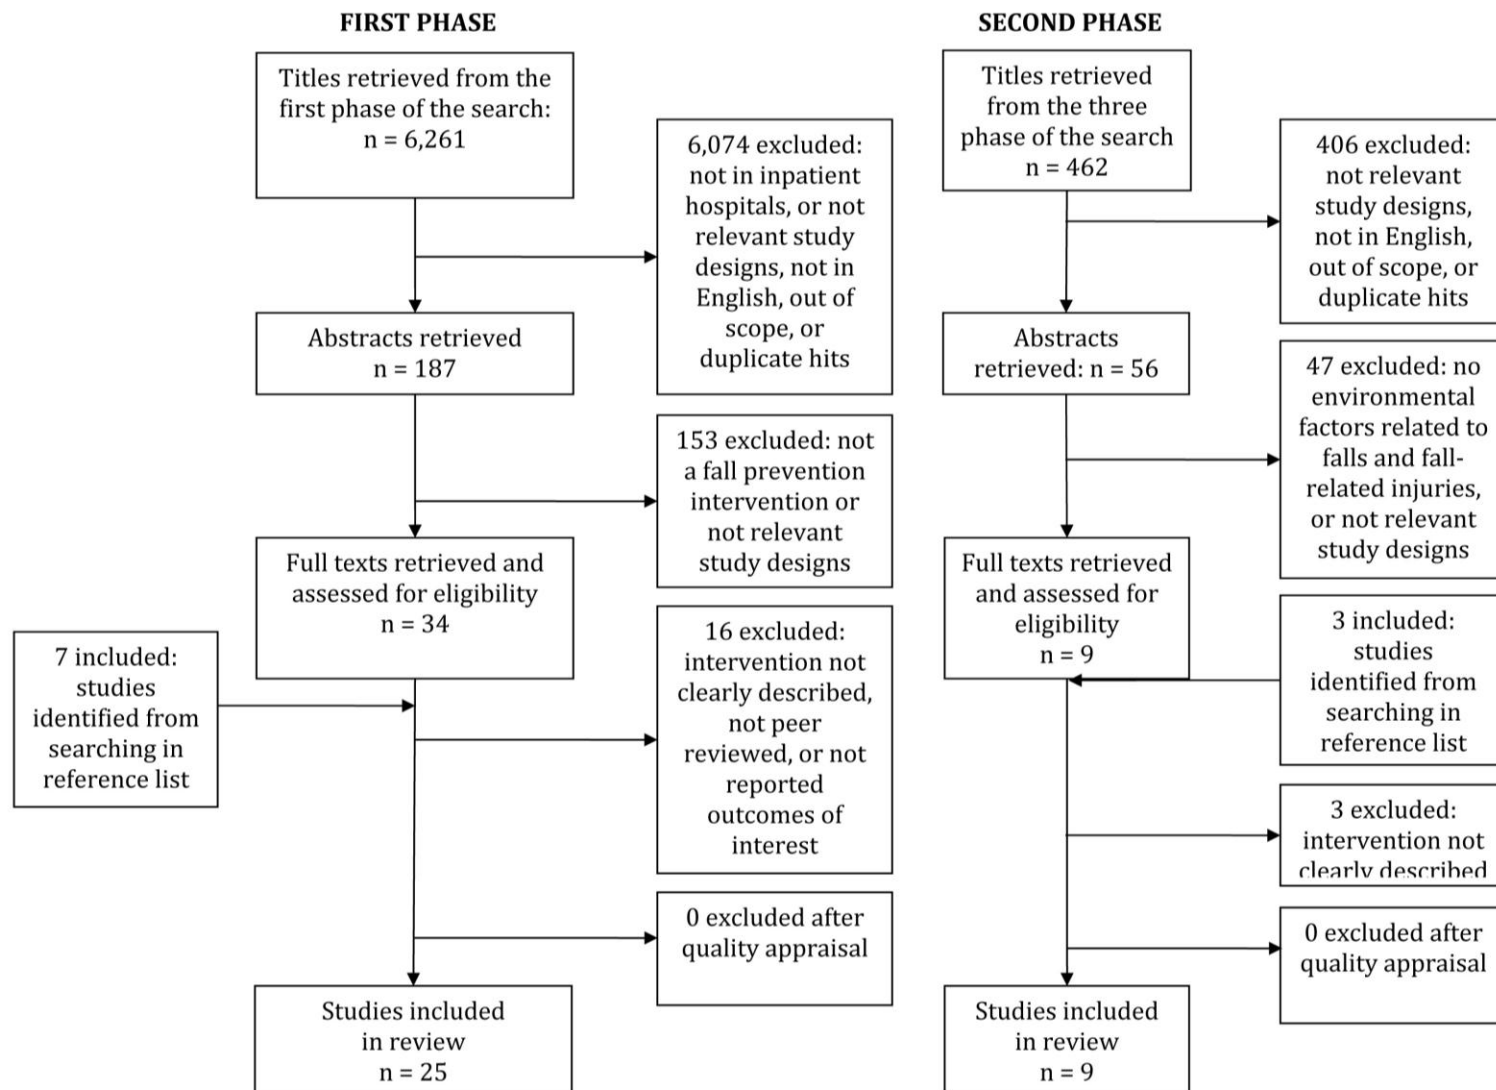 FIRST PHASE
Titles retrieved from the
first phase of the search:
n = 6,261
6,074 excluded:
not in inpatient
hospitals, or not
relevant study
designs, not in
English, out of
scope, or
duplicate hits
Abstracts retrieved
n = 187
153 excluded: not
a fall prevention
intervention or
not relevant
study designs
Full texts retrieved and
assessed for eligibility
n = 34
7 included:
studies
identified from
searching in
reference list
16 excluded:
intervention not
clearly described,
not peer
reviewed, or not
reported
outcomes of
interest
0 excluded after
quality appraisal
Studies included
in review
n = 25
SECOND PHASE
Titles retrieved
from the three
phase of the search
n = 462
406 excluded:
not relevant
study designs,
not in English,
out of scope, or
duplicate hits
Abstracts
retrieved: n = 56
47 excluded: no
environmental
factors related to
falls and fall-
related injuries,
or not relevant
study designs
Full texts retrieved
and assessed for
eligibility
n = 9
3 included:
studies
identified from
searching in
reference list
3 excluded:
intervention not
clearly described
0 excluded after
quality appraisal
Studies included
in review
n = 9